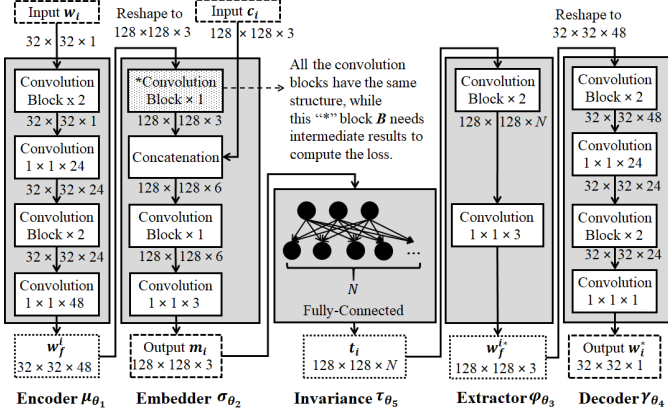 Input w_i
32 × 32 × 1
Convolution
Block x 2
32 × 32 × 1
Convolution
1 × 1 × 24
32 × 32 × 24
Convolution
Block × 2
32 × 32 × 24
Convolution
1 × 1 × 48
w_f^i
32 × 32 × 48
Encoder μ_θ₁
Reshape to
128 × 128 × 3
*Convolution
Block × 1
128 × 128 × 3
Concatenation
128 × 128 × 6
Convolution
Block × 1
128 × 128 × 6
Convolution
1 × 1 × 3
Output m_i
128 × 128 × 3
Embedder σ_θ₂
Input c_i
128 × 128 × 3
All the convolution
blocks have the same
structure, while
this “*” block B needs
intermediate results to
compute the loss.
...
N
Fully-Connected
t_i
128 × 128 × N
Invariance τ_θ₅
Convolution
Block × 2
128 × 128 × N
Convolution
1 × 1 × 3
w_f^i*
128 × 128 × 3
Extractor φ_θ₃
Reshape to
32 × 32 × 48
Convolution
Block × 2
32 × 32 × 48
Convolution
1 × 1 × 24
32 × 32 × 24
Convolution
Block × 2
32 × 32 × 24
Convolution
1 × 1 × 1
Output w_i^*
32 × 32 × 1
Decoder γ_θ₄